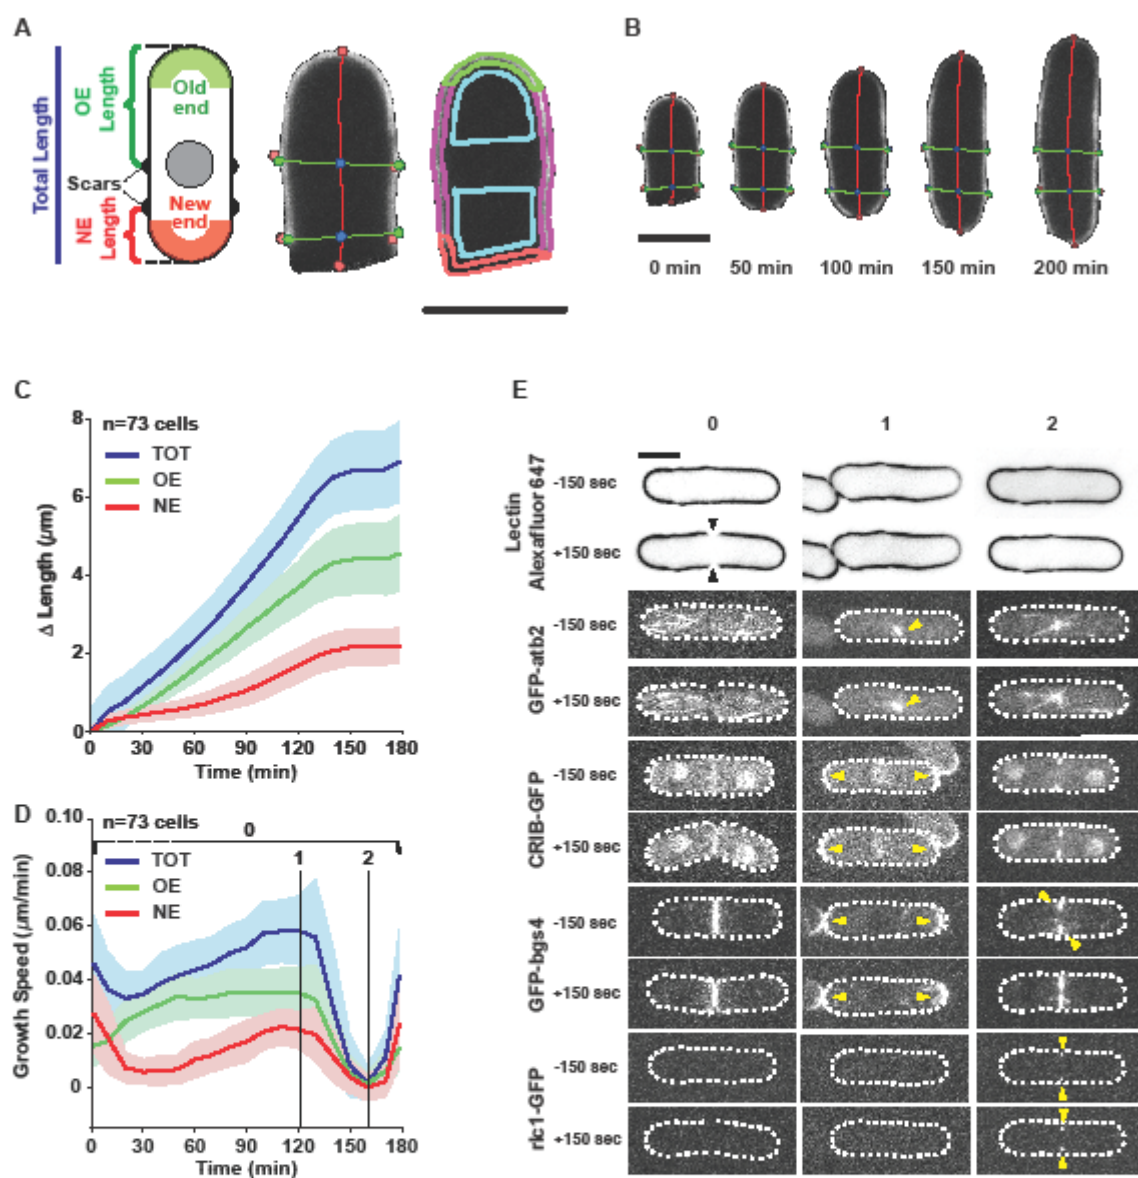 A
Total Length
OE Length
Old end
Scars
New end
NE Length
B
0 min
50 min
100 min
150 min
200 min
C
n=73 cells
TOT
OE
NE
Δ Length (μm)
8
6
4
2
0
0
30
60
90
120
150
180
Time (min)
D
n=73 cells
0
1
2
TOT
OE
NE
Growth Speed (μm/min)
0.10
0.08
0.06
0.04
0.02
0
0
30
60
90
120
150
180
Time (min)
E
0
1
2
Lectin Alexafluor647
-150 sec
+150 sec
GFP-atb2
-150 sec
+150 sec
CRIB-GFP
-150 sec
+150 sec
GFP-bgs4
-150 sec
+150 sec
rlc1-GFP
-150 sec
+150 sec